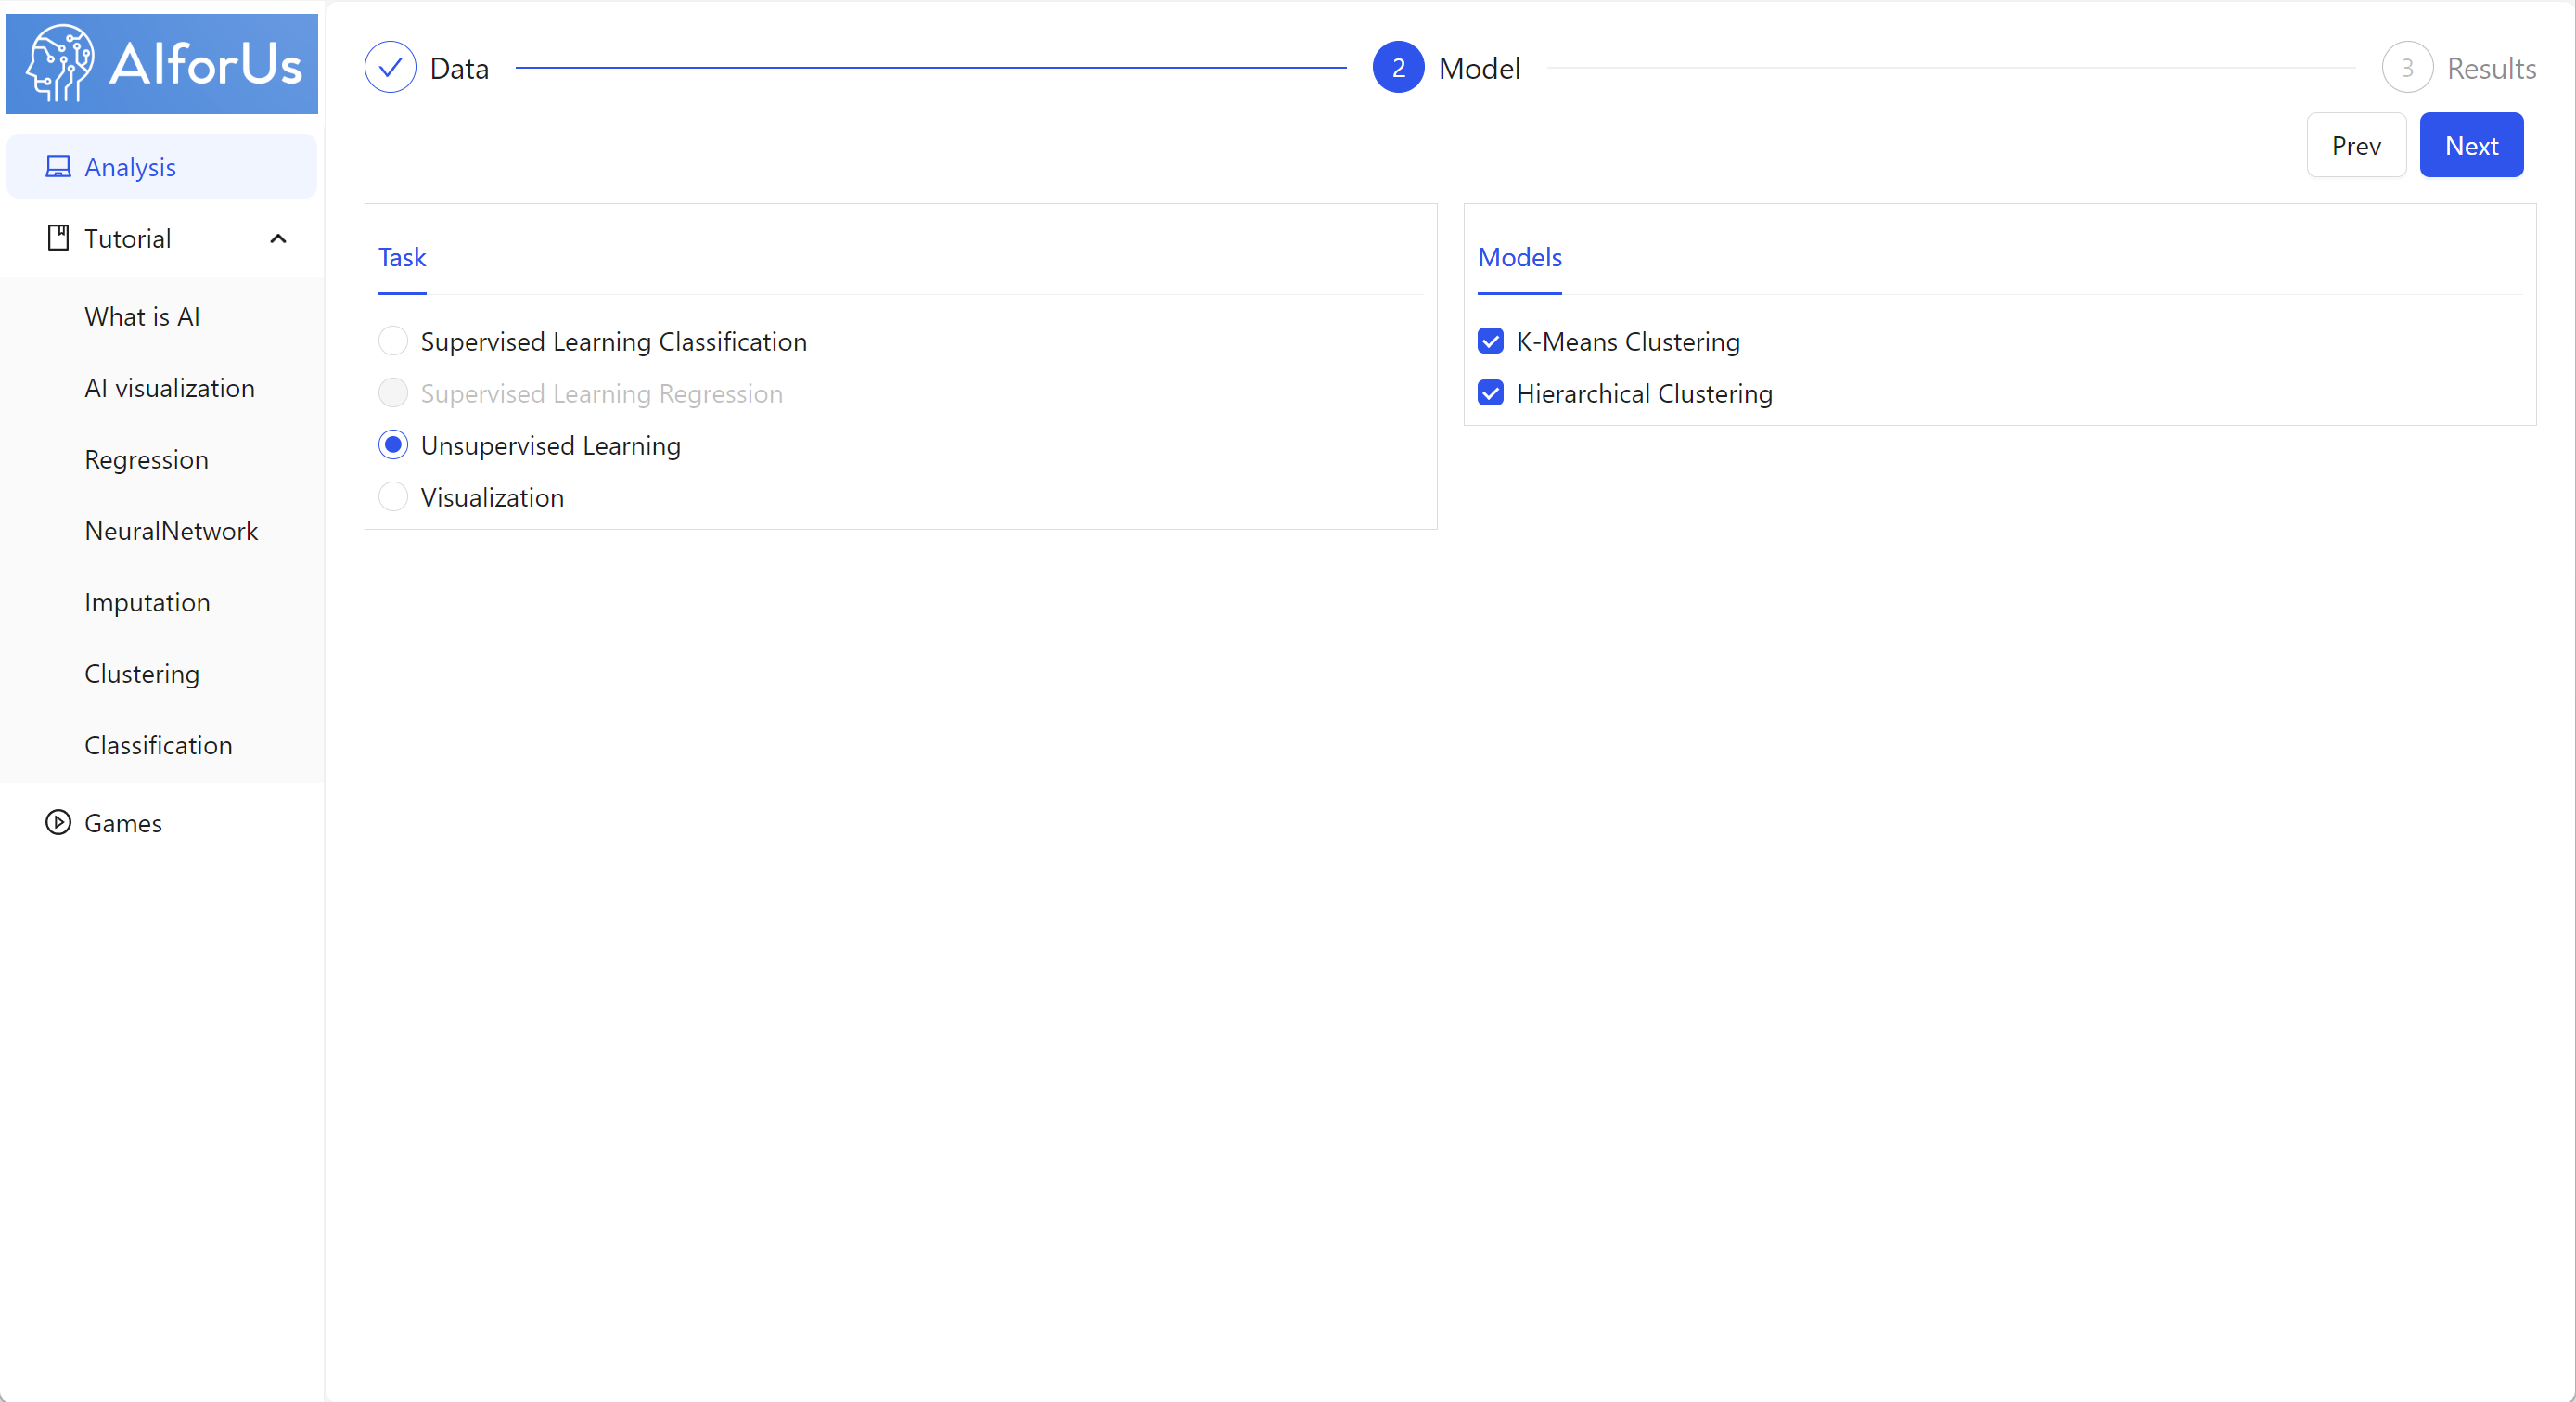 AIforUs
Analysis
Tutorial
What is AI
AI visualization
Regression
NeuralNetwork
Imputation
Clustering
Classification
Games
Data
2 Model
3 Results
Prev Next
Task
Supervised Learning Classification
Supervised Learning Regression
Unsupervised Learning
Visualization
Models
K-Means Clustering
Hierarchical Clustering